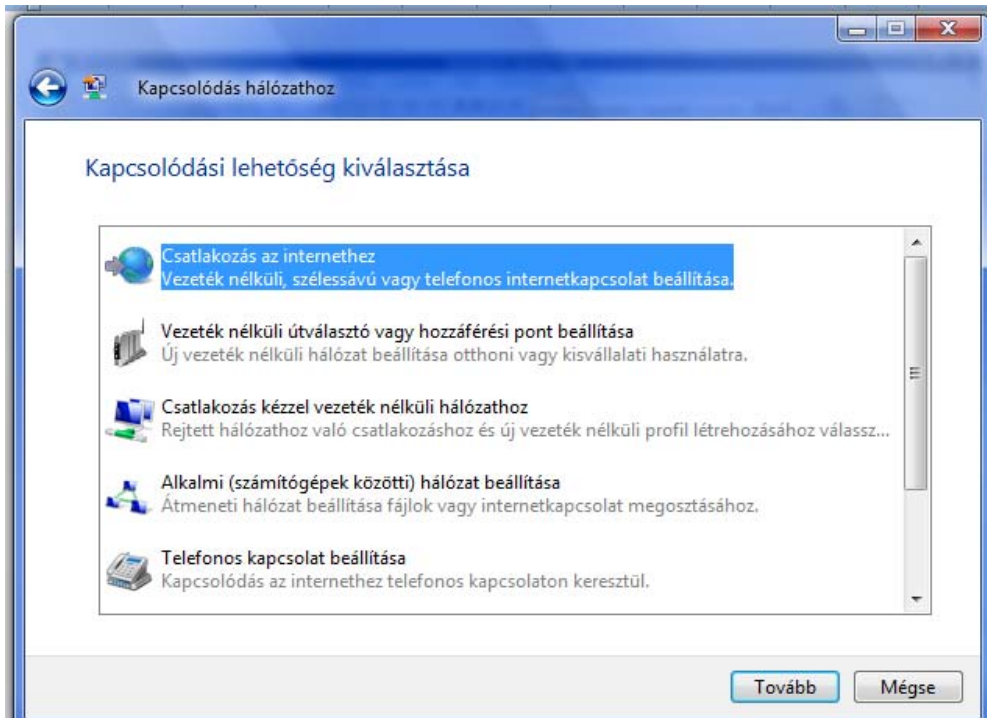 Kapcsolódás hálózathoz
Kapcsolódási lehetőség kiválasztása
Csatlakozás az internethez
Vezeték nélküli, szélessávú vagy telefonos internetkapcsolat beállítása.
Vezeték nélküli útválasztó vagy hozzáférési pont beállítása
Új vezeték nélküli hálózat beállítása otthoni vagy kisvállalati használatra.
Csatlakozás kézzel vezeték nélküli hálózathoz
Rejtett hálózathoz való csatlakozáshoz és új vezeték nélküli profil létrehozásához válassz...
Alkalmi (számítógépek közötti) hálózat beállítása
Átmeneti hálózat beállítása fájlok vagy internetkapcsolat megosztásához.
Telefonos kapcsolat beállítása
Kapcsolódás az internethez telefonos kapcsolaton keresztül.
Tovább Mégse